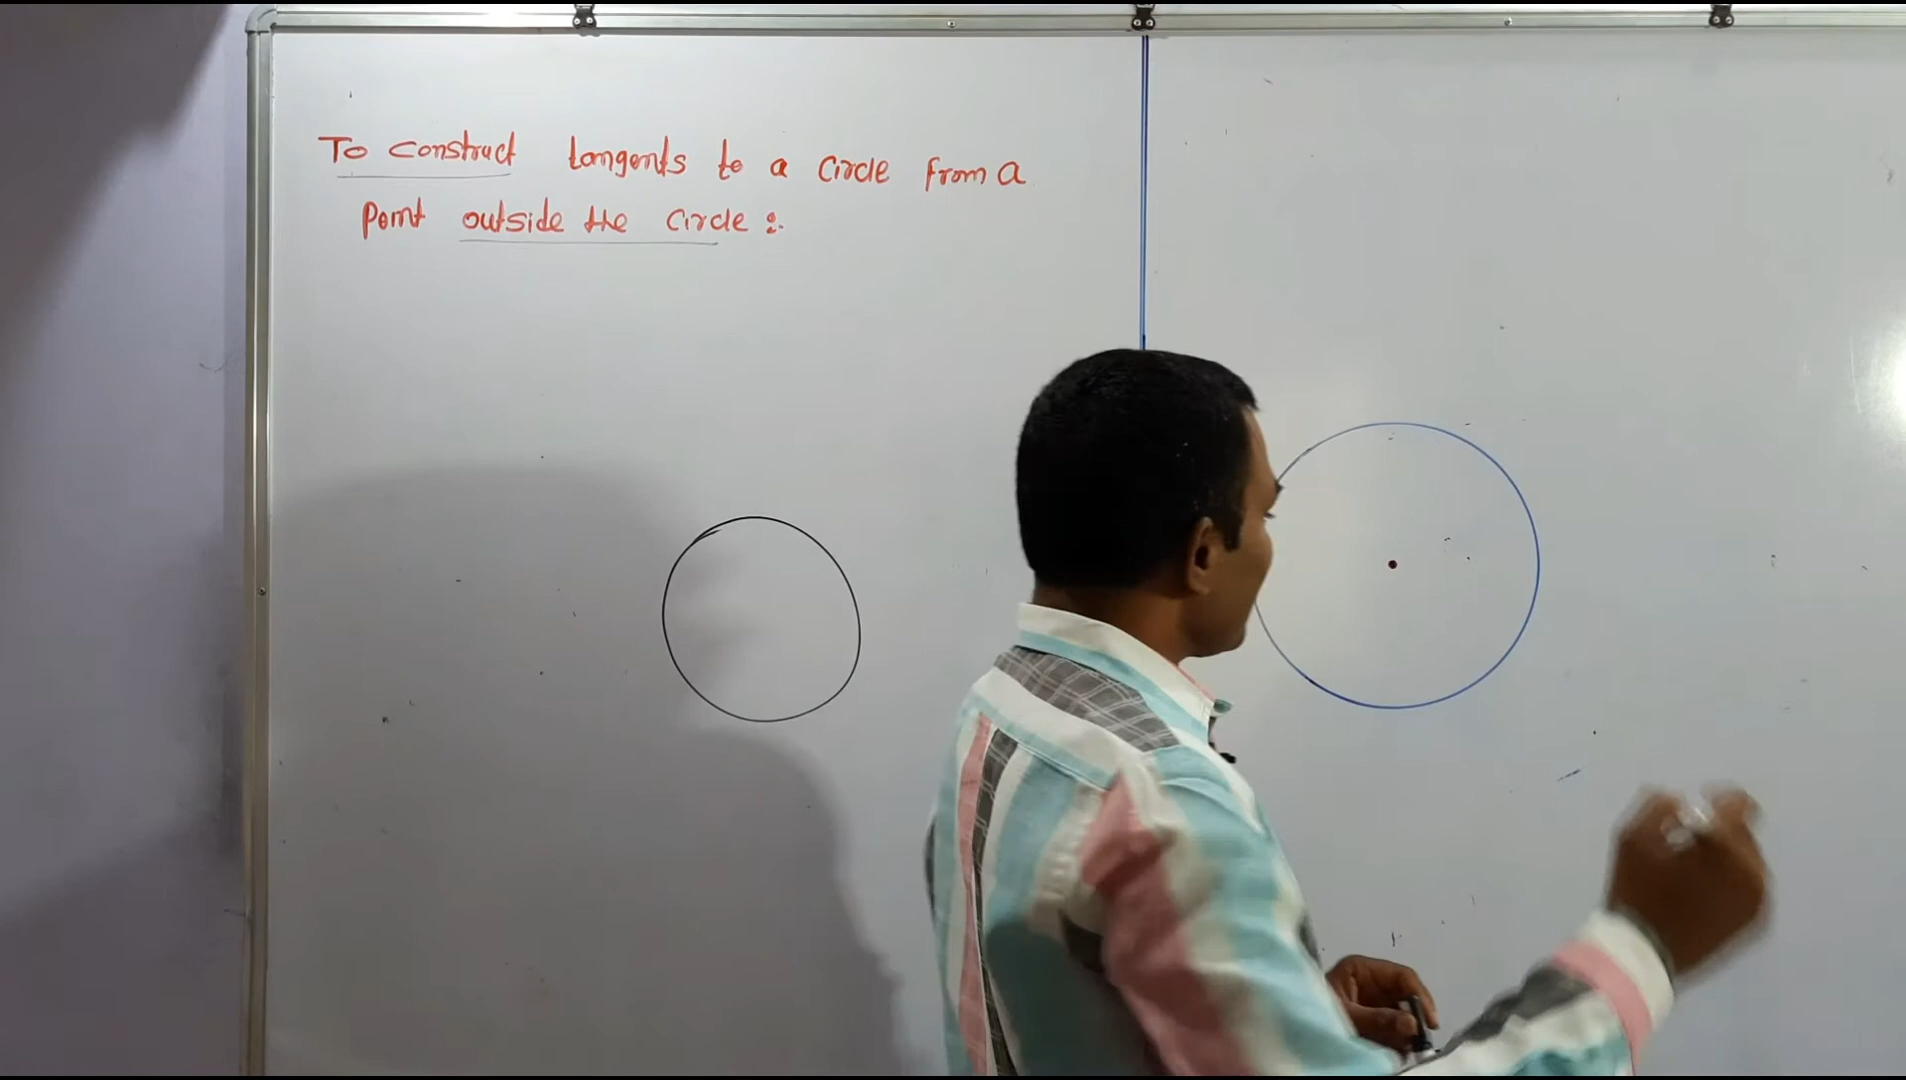 To construct tangents to a circle from a
point outside the circle :-